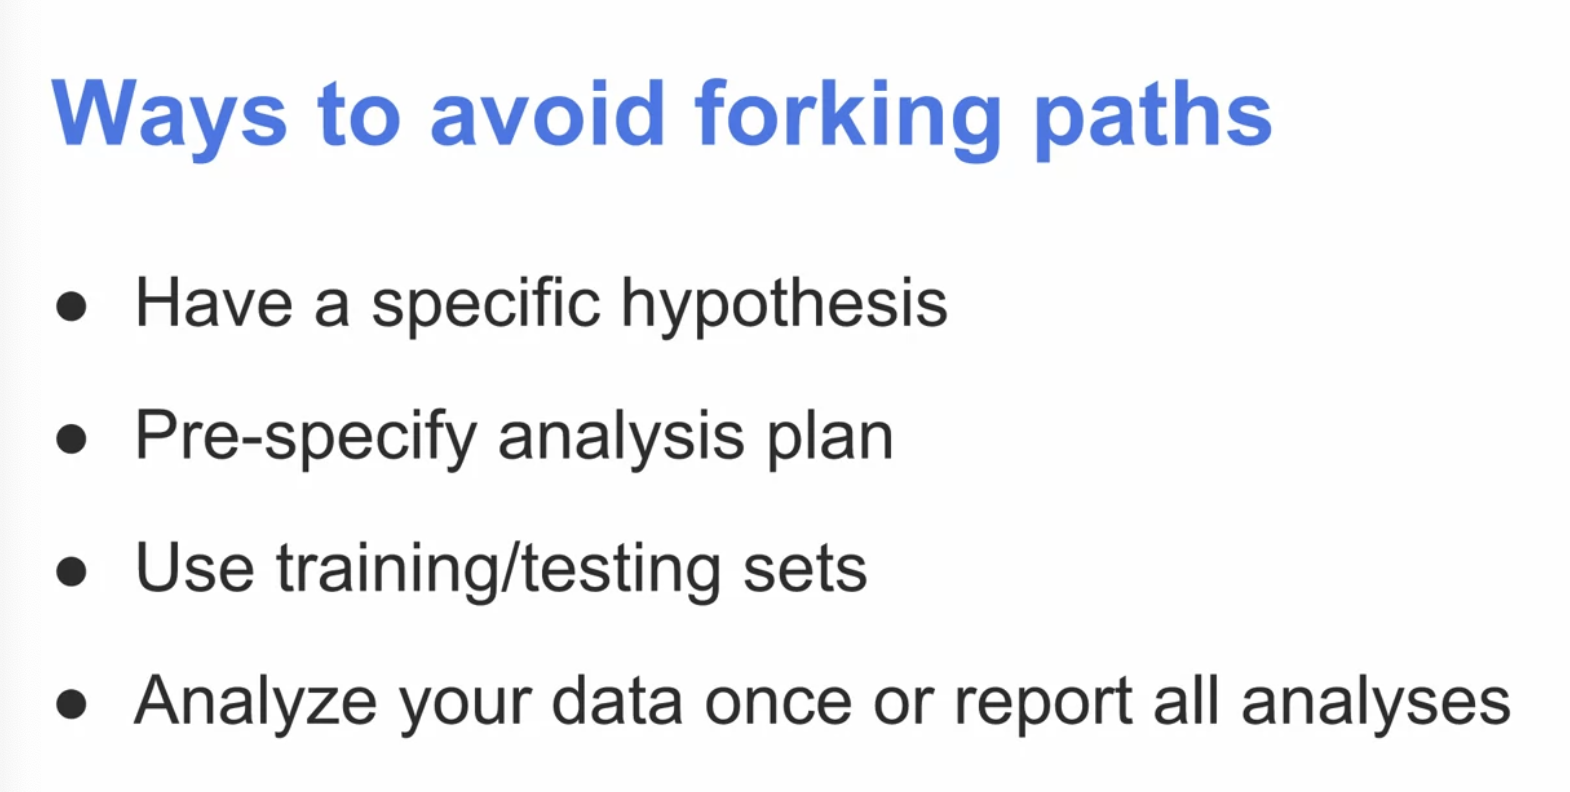 Ways to avoid forking paths
● Have a specific hypothesis
● Pre-specify analysis plan
● Use training/testing sets
● Analyze your data once or report all analyses